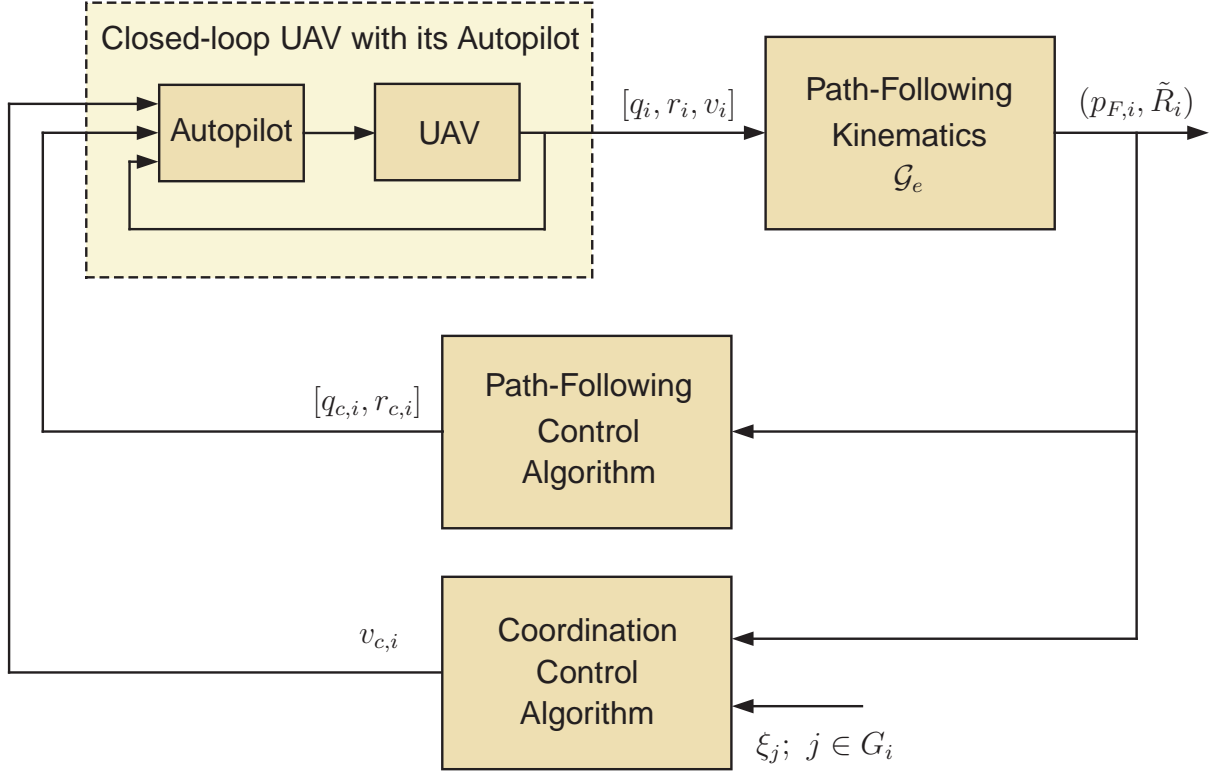 Closed-loop UAV with its Autopilot
Autopilot
UAV
[q_i, r_i, v_i]
Path-Following
Kinematics
𝒢_e
(p_{F,i}, R̃_i)
[q_{c,i}, r_{c,i}]
Path-Following
Control
Algorithm
v_{c,i}
Coordination
Control
Algorithm
ξ_j; j ∈ G_i